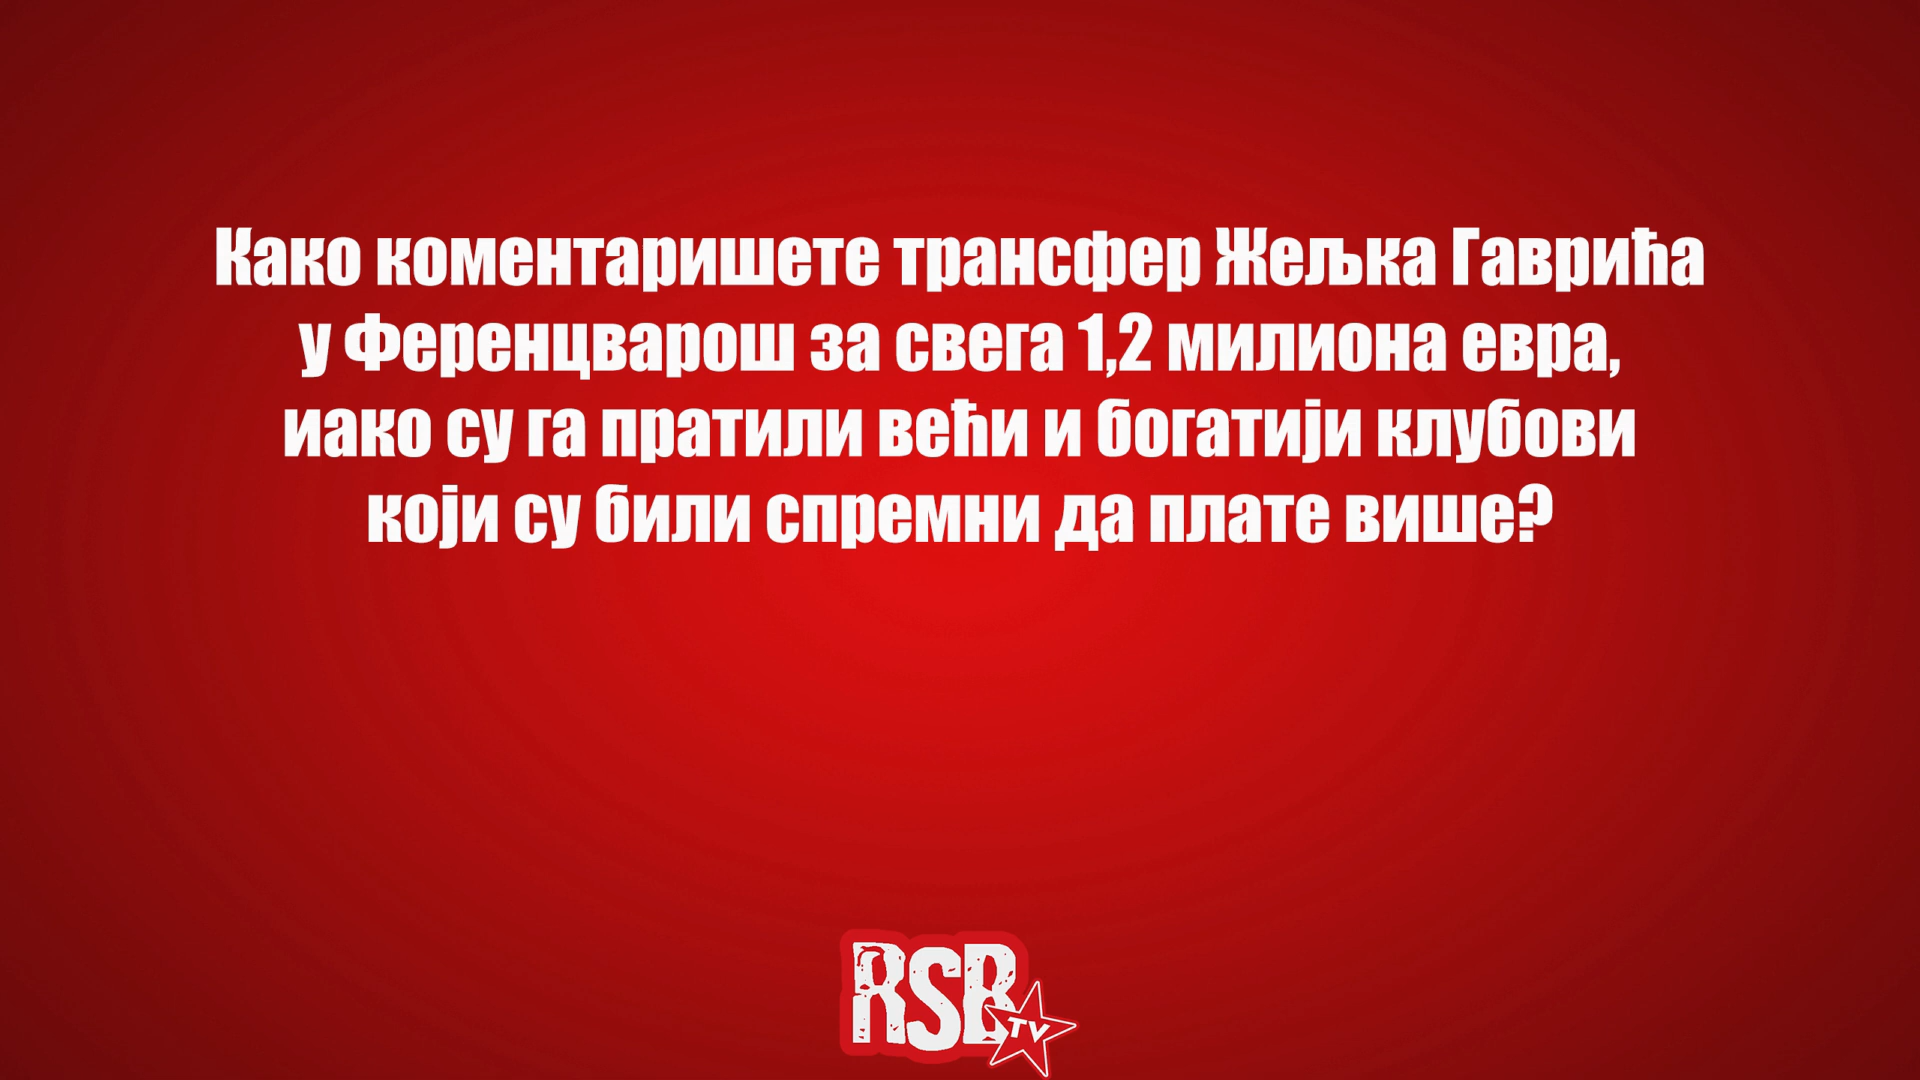 Како коментаришете трансфер Жељка Гаврића
у Ференцварош за свега 1,2 милиона евра,
иако су га пратили већи и богатији клубови
који су били спремни да плате више?
RSB
TV